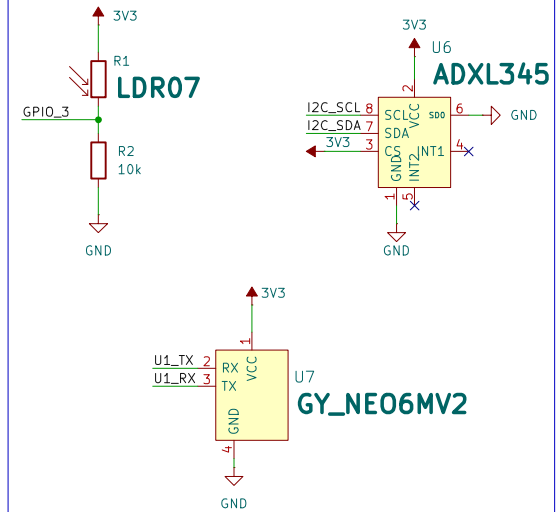 3V3
R1
LDR07
GPIO_3
R2
10k
GND
3V3
U6
ADXL345
2
I2C_SCL 8 SCL VCC SDO 6 GND
I2C_SDA 7 SDA
3V3 3 CS INT1 4
GND INT2
1 5
GND
3V3
1
U1_TX 2 RX VCC
U1_RX 3 TX
U7
GY_NEO6MV2
GND
4
GND